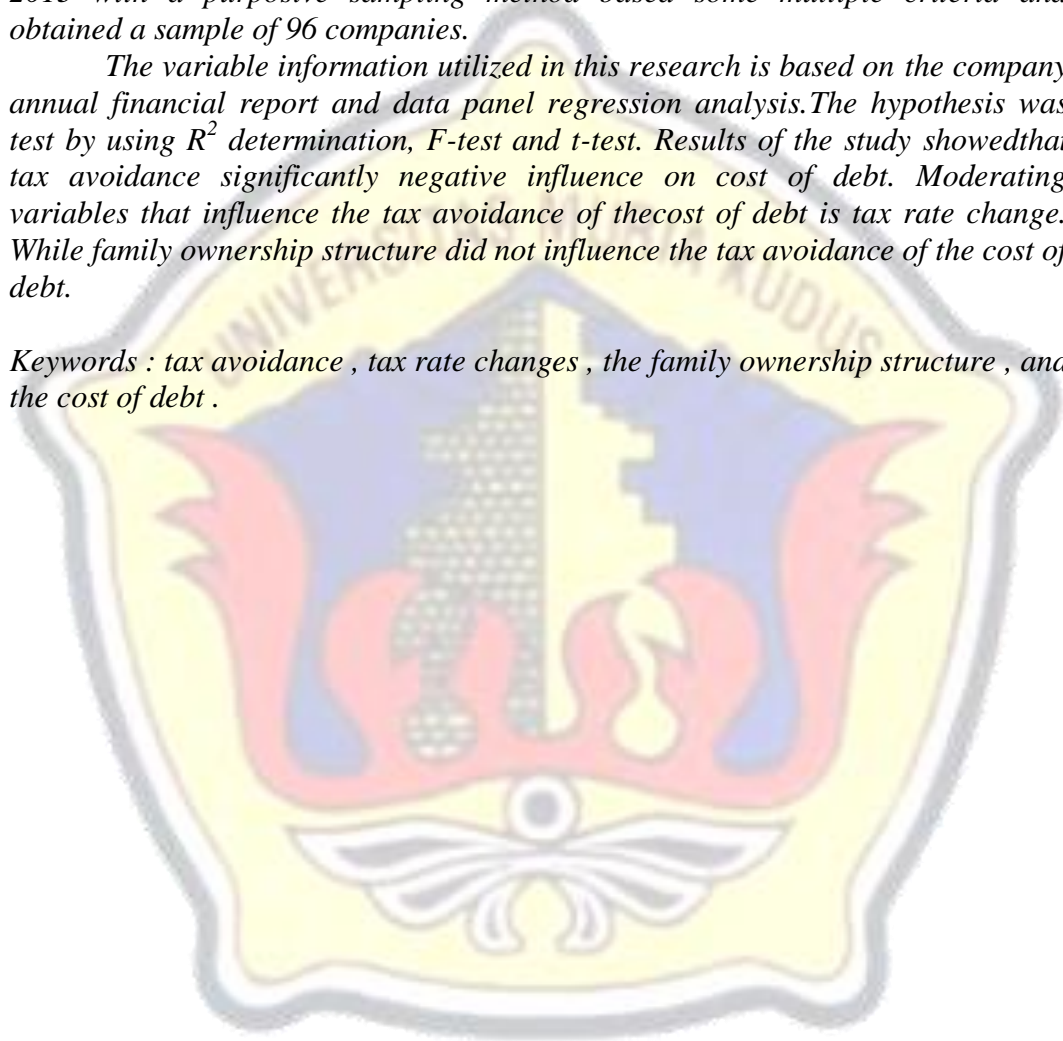 2013 with a purposive sampling method based some multiple criteria and
obtained a sample of 96 companies.
The variable information utilized in this research is based on the company
annual financial report and data panel regression analysis.The hypothesis was
test by using R² determination, F-test and t-test. Results of the study showedthat
tax avoidance significantly negative influence on cost of debt. Moderating
variables that influence the tax avoidance of thecost of debt is tax rate change.
While family ownership structure did not influence the tax avoidance of the cost of
debt.
Keywords : tax avoidance , tax rate changes , the family ownership structure , and
the cost of debt .
UNIVERSITAS MURIA KUDUS